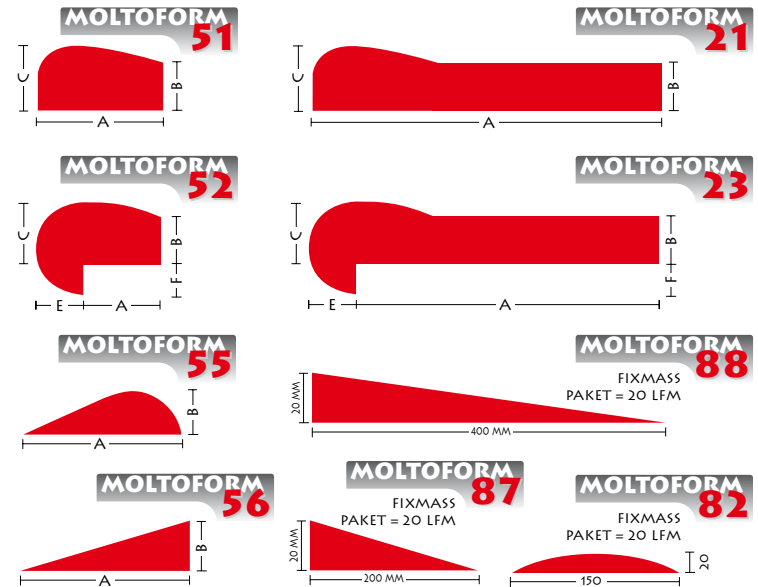 MOLTOFORM
51
C
B
A
MOLTOFORM
21
C
B
A
MOLTOFORM
52
C
B
F
E
A
MOLTOFORM
23
C
B
F
E
A
MOLTOFORM
55
B
A
MOLTOFORM
88
FIXMASS
PAKET = 20 LFM
20 MM
400 MM
MOLTOFORM
56
B
A
MOLTOFORM
87
FIXMASS
PAKET = 20 LFM
20 MM
200 MM
MOLTOFORM
82
FIXMASS
PAKET = 20 LFM
20
150